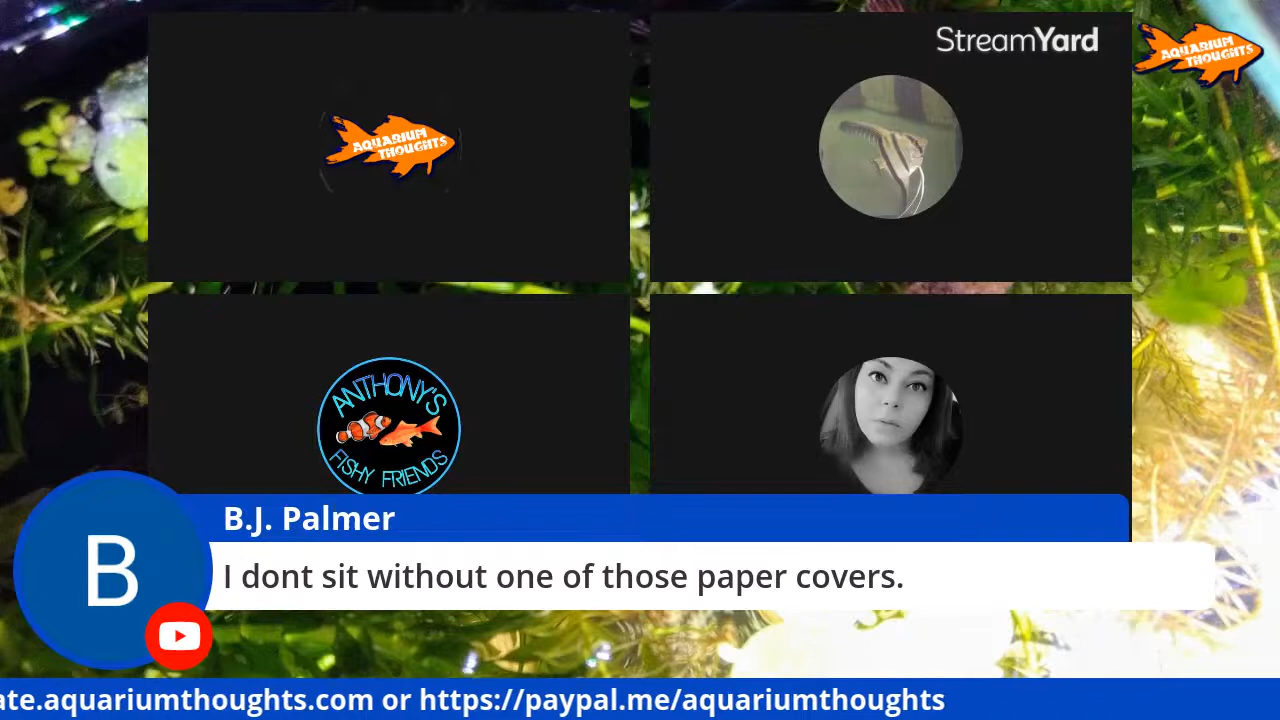 StreamYard
AQUARIUM
THOUGHTS
AQUARIUM
THOUGHTS
ANTHONY'S
FISHY FRIENDS
B
B.J. Palmer
I dont sit without one of those paper covers.
ate.aquariumthoughts.com or https://paypal.me/aquariumthoughts